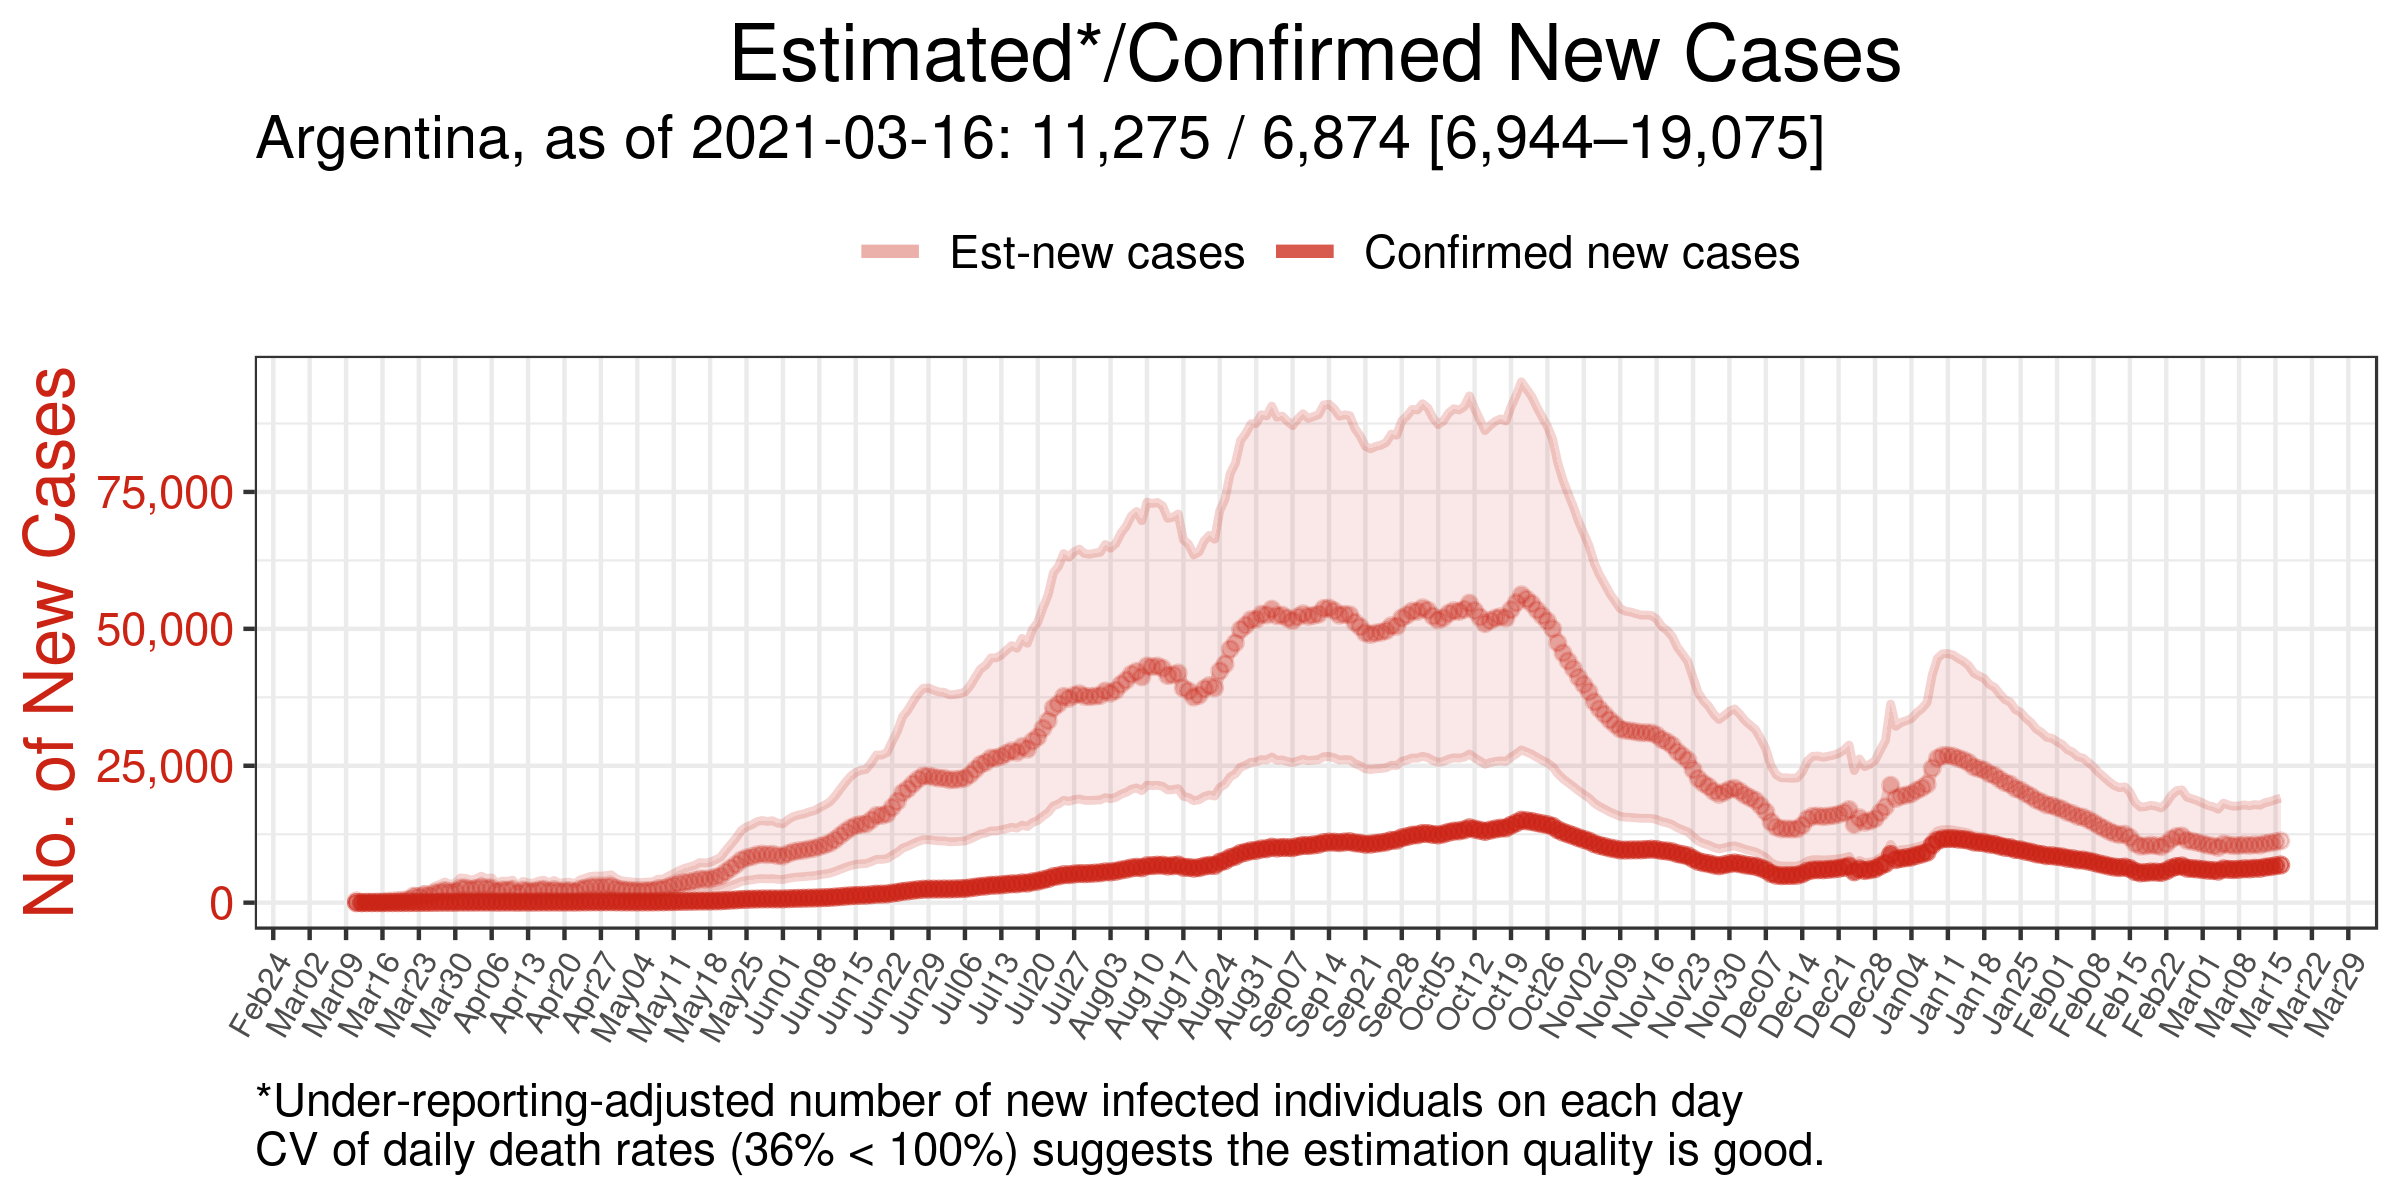 Estimated*/Confirmed New Cases
Argentina, as of 2021-03-16: 11,275 / 6,874 [6,944–19,075]
Est-new cases
Confirmed new cases
No. of New Cases
75,000
50,000
25,000
0
Feb24
Mar02
Mar09
Mar16
Mar23
Mar30
Apr06
Apr13
Apr20
Apr27
May04
May11
May18
May25
Jun01
Jun08
Jun15
Jun22
Jun29
Jul06
Jul13
Jul20
Jul27
Aug03
Aug10
Aug17
Aug24
Aug31
Sep07
Sep14
Sep21
Sep28
Oct05
Oct12
Oct19
Oct26
Nov02
Nov09
Nov16
Nov23
Nov30
Dec07
Dec14
Dec21
Dec28
Jan04
Jan11
Jan18
Jan25
Feb01
Feb08
Feb15
Feb22
Mar01
Mar08
Mar15
Mar22
Mar29
*Under-reporting-adjusted number of new infected individuals on each day
CV of daily death rates (36% < 100%) suggests the estimation quality is good.